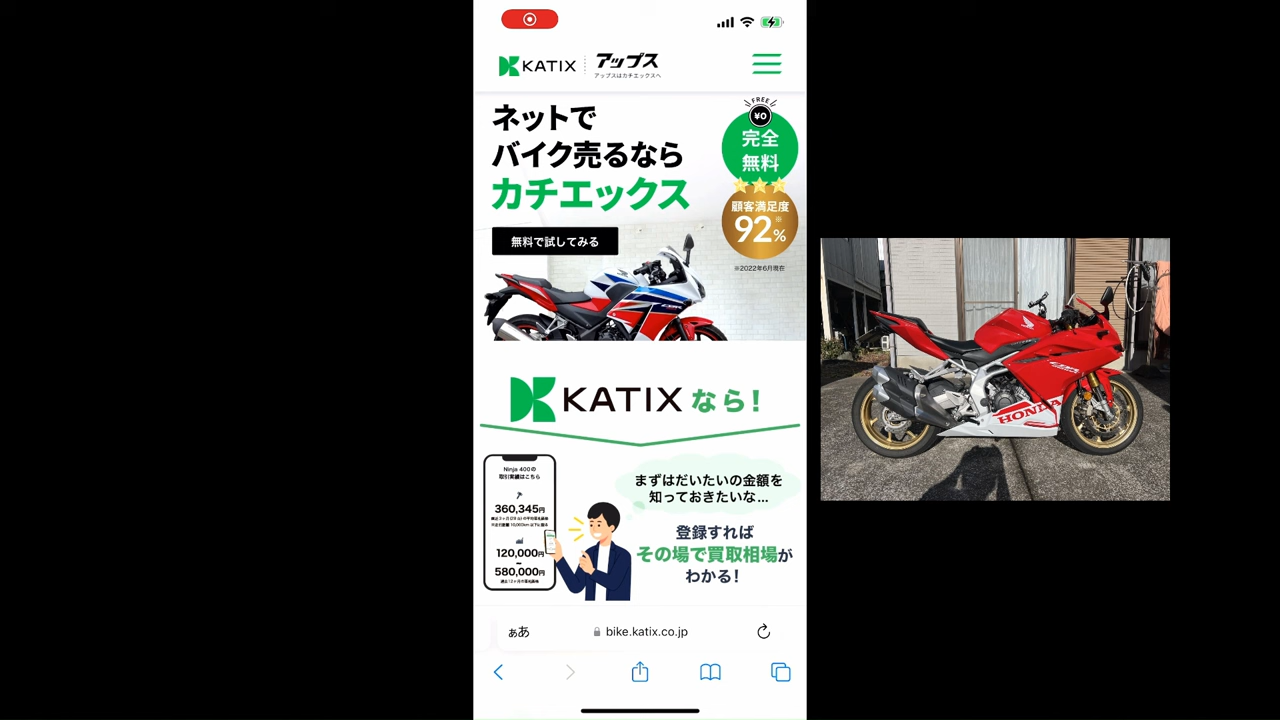 KATIX
アップス
アップスはカチエックスへ
ネットで
バイク売るなら
カチエックス
無料で試してみる
FREE
¥0
完全
無料
顧客満足度
92%
※
※2022年6月現在
CBR
KATIXなら!
Ninja 400の
取引実績はこちら
360,345円
120,000円
580,000円
まずはだいたいの金額を
知っておきたいな...
登録すれば
その場で買取相場が
わかる!
ぁあ
bike.katix.co.jp
HONDA